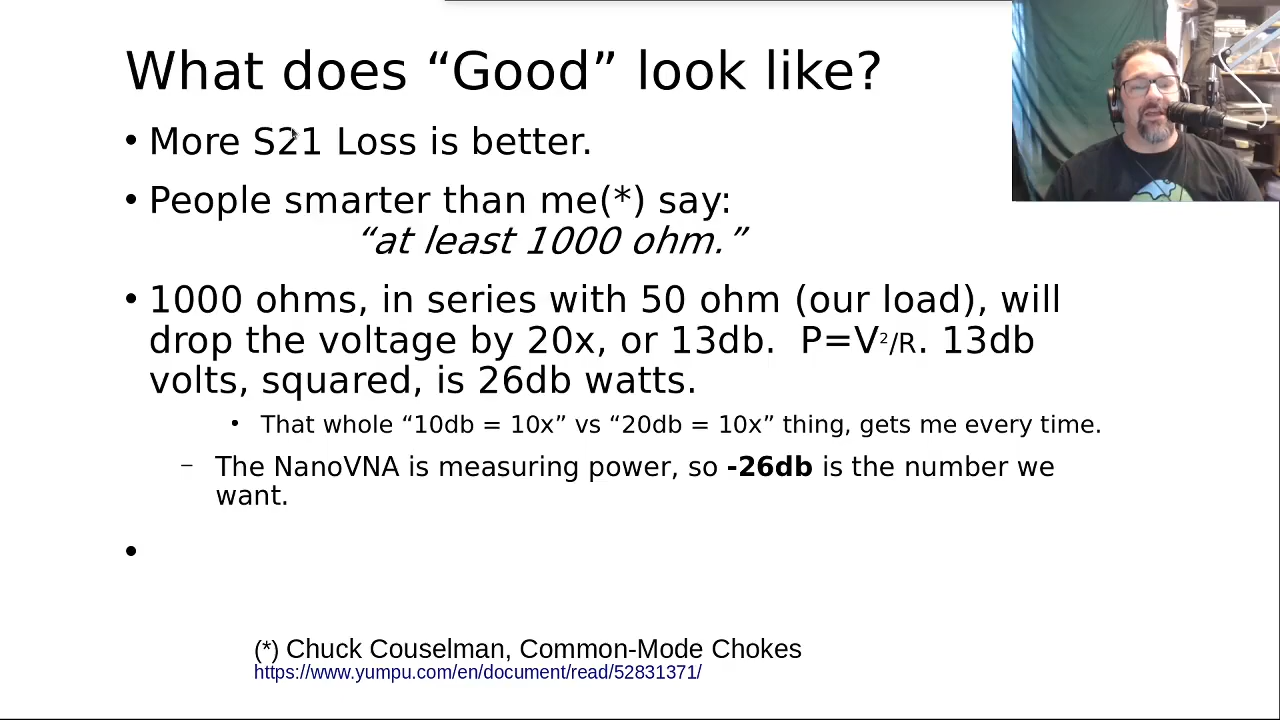 What does “Good” look like?
• More S21 Loss is better.
• People smarter than me(*) say:
“at least 1000 ohm.”
• 1000 ohms, in series with 50 ohm (our load), will
drop the voltage by 20x, or 13db.  P=V²/R. 13db
volts, squared, is 26db watts.
• That whole “10db = 10x” vs “20db = 10x” thing, gets me every time.
– The NanoVNA is measuring power, so -26db is the number we
want.
•
(*) Chuck Couselman, Common-Mode Chokes
https://www.yumpu.com/en/document/read/52831371/